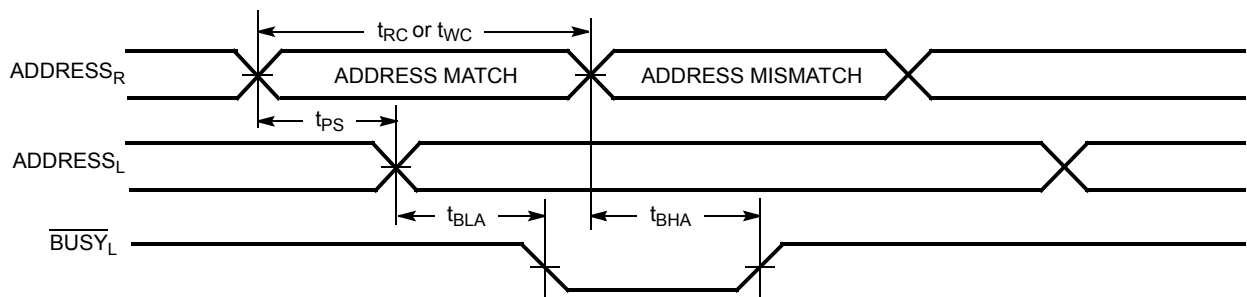 tRC or tWC
ADDRESSR
ADDRESS MATCH
ADDRESS MISMATCH
tPS
ADDRESSL
tBLA
tBHA
BUSYL